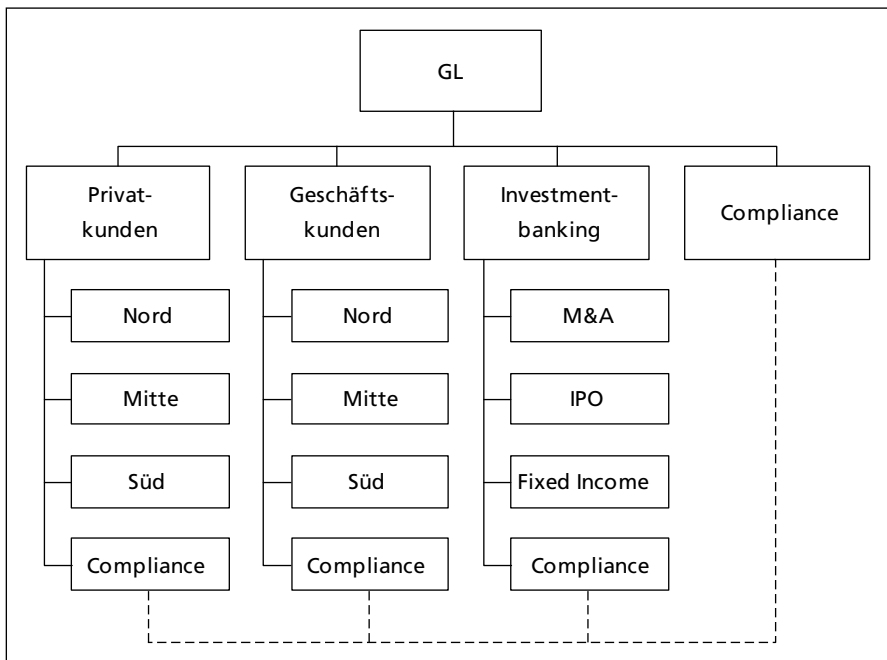 GL
Privat-
kunden
Geschäfts-
kunden
Investment-
banking
Compliance
Nord
Nord
M&A
Mitte
Mitte
IPO
Süd
Süd
Fixed Income
Compliance
Compliance
Compliance